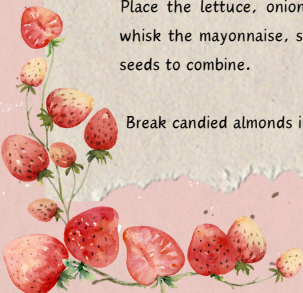 Place the lettuce, onion
whisk the mayonnaise, s
seeds to combine.
Break candied almonds i